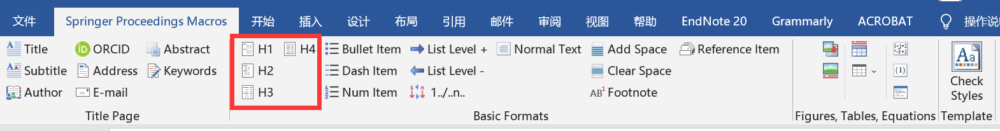 文件 Springer Proceedings Macros 开始 插入 设计 布局 引用 邮件 审阅 视图 帮助 EndNote 20 Grammarly ACROBAT 操作说
Title iD ORCID Abstract H1 H4 Bullet Item List Level + Normal Text Add Space Reference Item
Subtitle Address Keywords H2 Dash Item List Level - Clear Space (1)
Author E-mail H3 Num Item 1../..n.. AB1 Footnote Check Styles
Title Page Basic Formats Figures, Tables, Equations Template